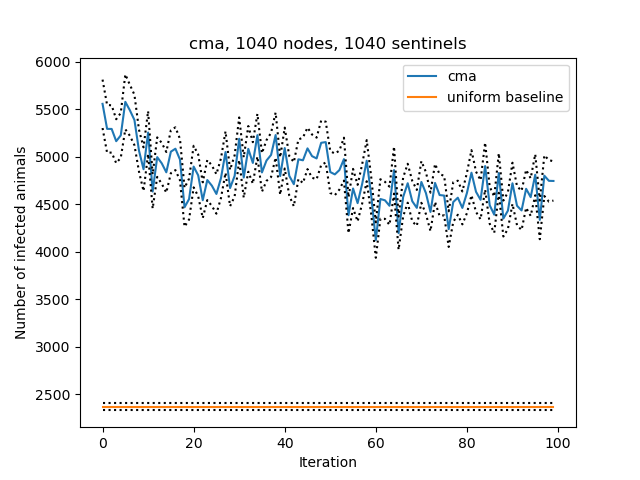 cma, 1040 nodes, 1040 sentinels
cma
uniform baseline
Number of infected animals
6000
5500
5000
4500
4000
3500
3000
2500
0 20 40 60 80 100
Iteration